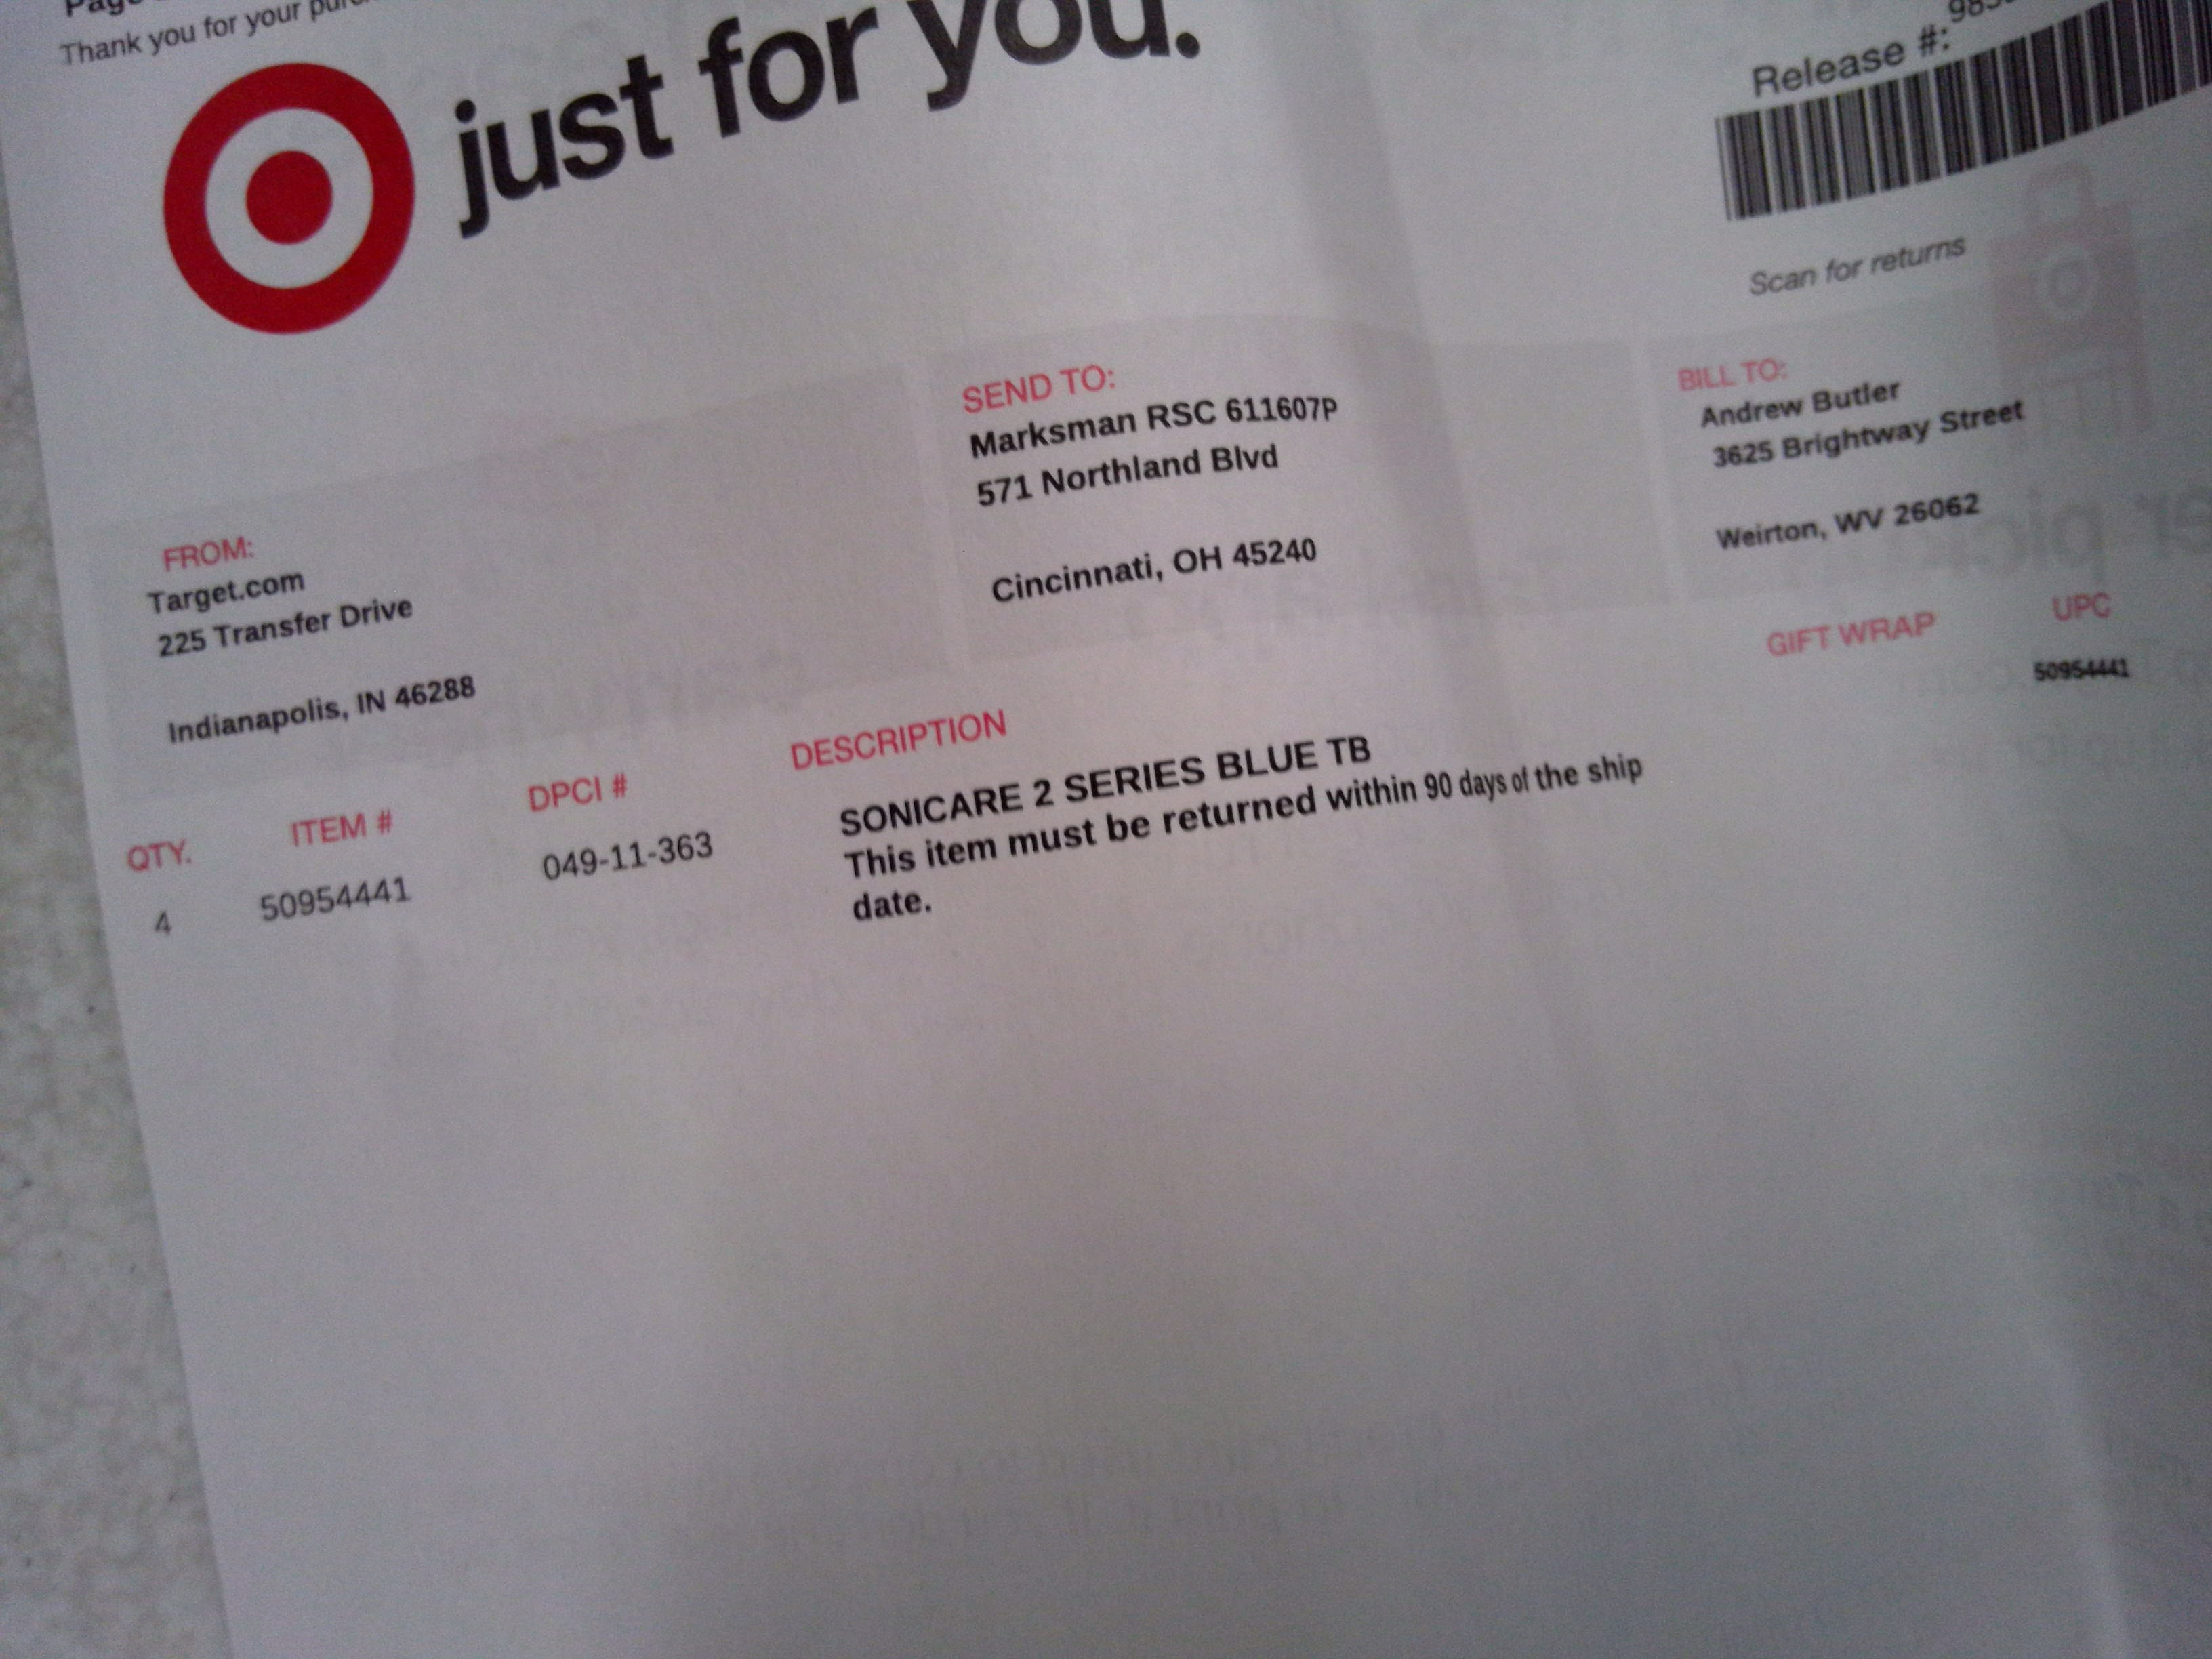 Thank you for your
just for you.
Release #:
Scan for returns
FROM:
Target.com
225 Transfer Drive
Indianapolis, IN 46288
SEND TO:
Marksman RSC 611607P
571 Northland Blvd
Cincinnati, OH 45240
BILL TO:
Andrew Butler
3625 Brightway Street
Weirton, WV 26062
QTY. ITEM # DPCI # DESCRIPTION GIFT WRAP UPC
4 50954441 049-11-363 SONICARE 2 SERIES BLUE TB 50954441
This item must be returned within 90 days of the ship
date.